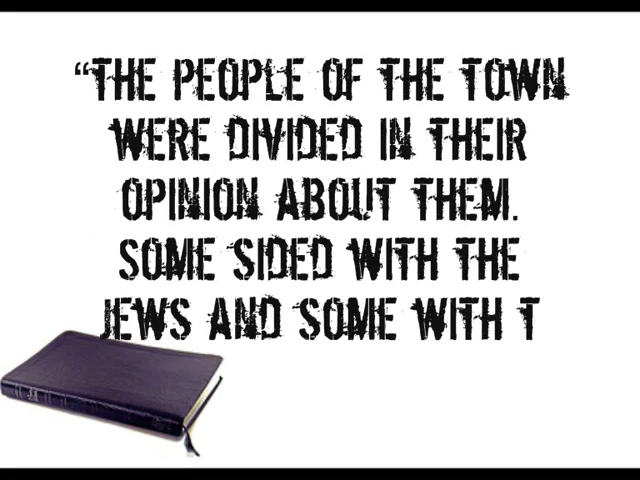 “THE PEOPLE OF THE TOWN
WERE DIVIDED IN THEIR
OPINION ABOUT THEM.
SOME SIDED WITH THE
JEWS AND SOME WITH T